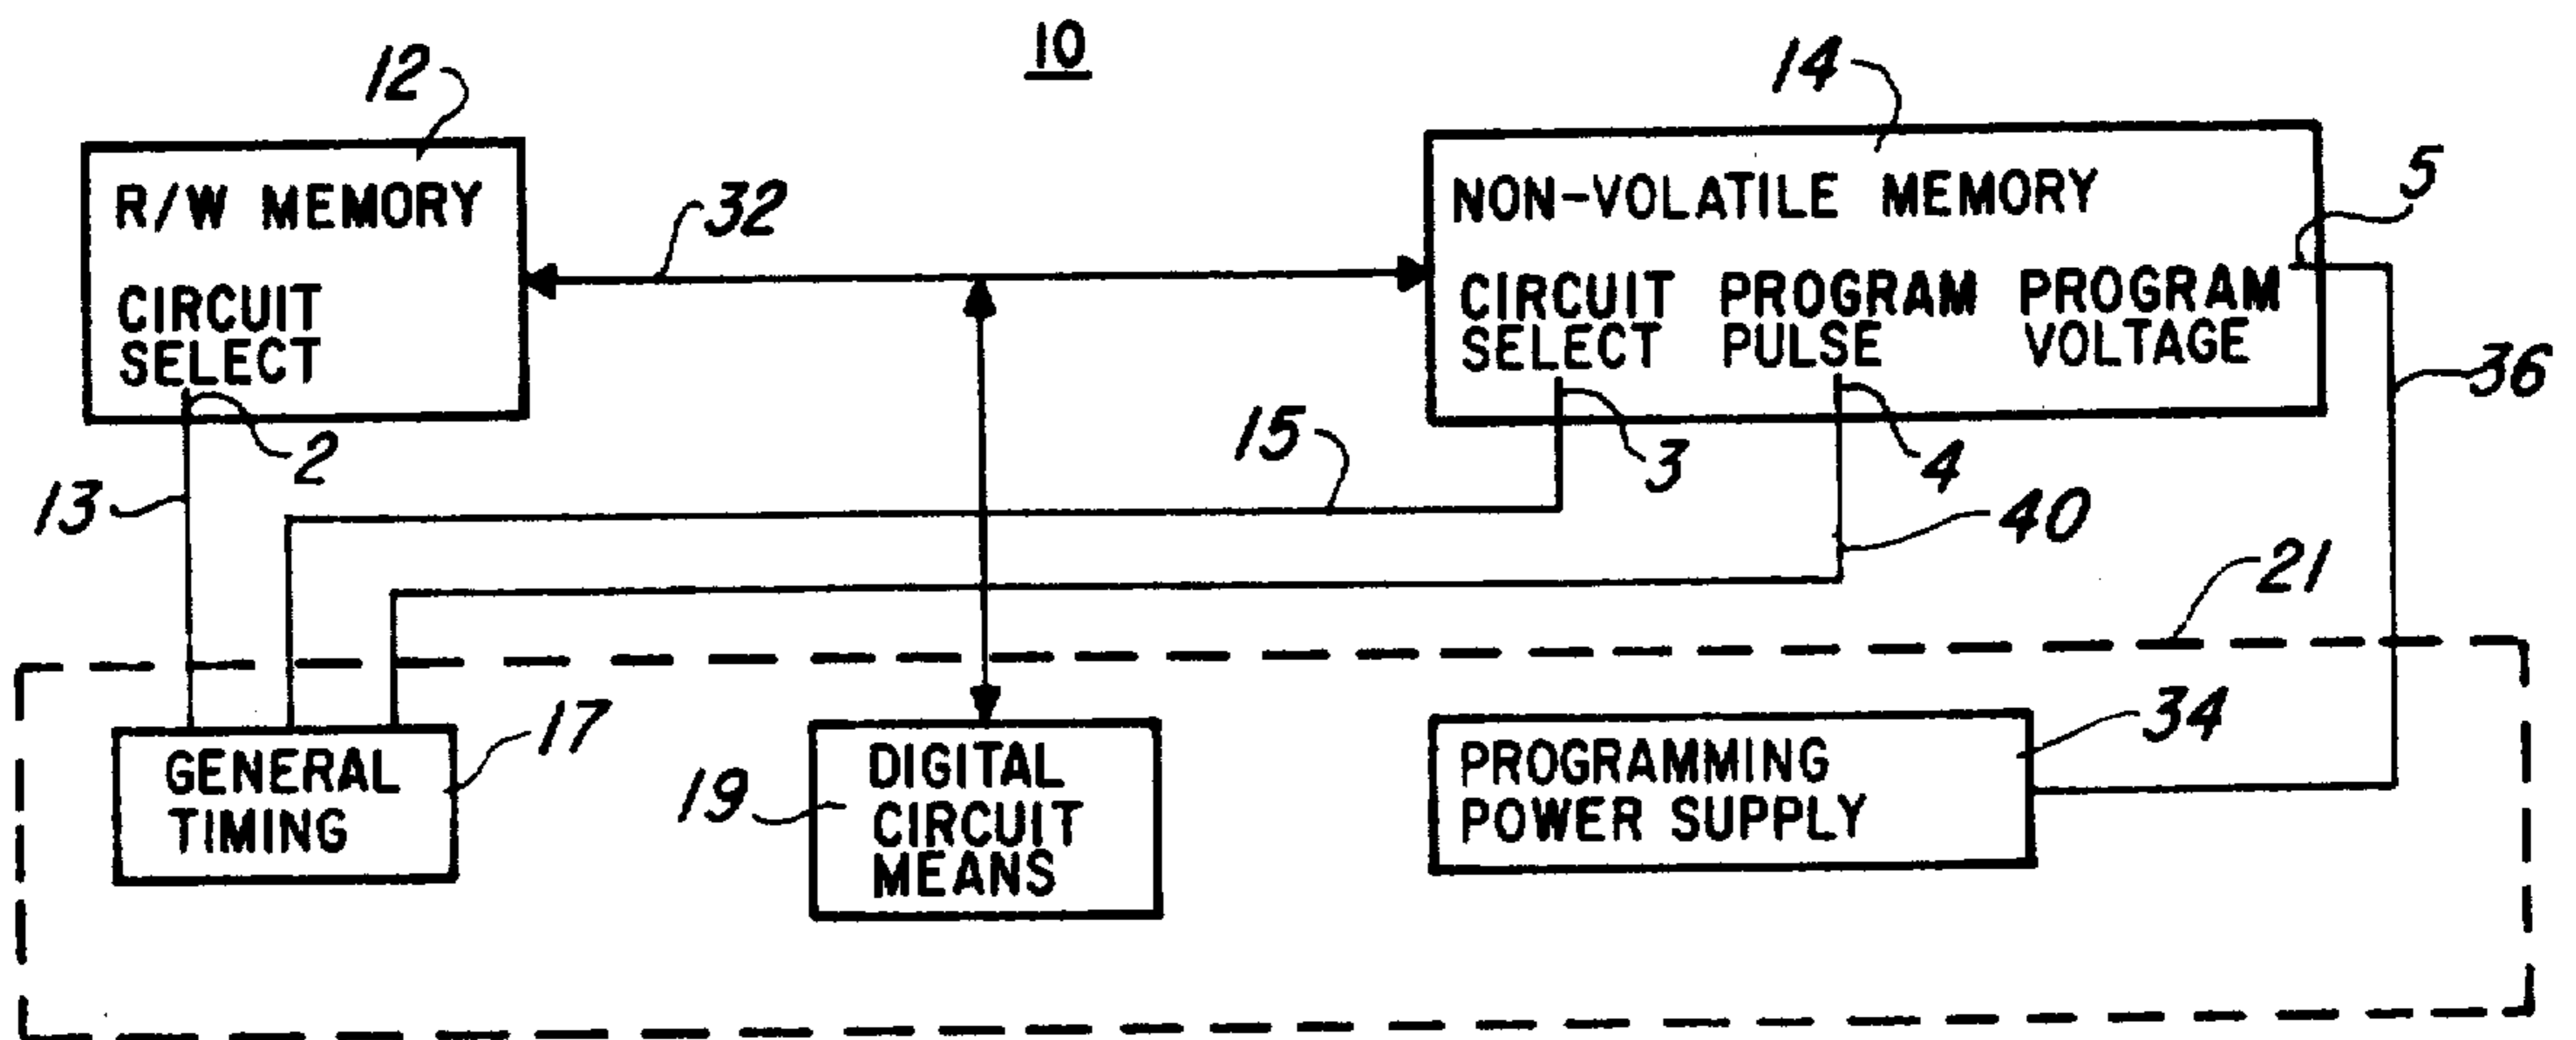 10
12
14
R/W MEMORY
CIRCUIT
SELECT
32
NON-VOLATILE MEMORY
CIRCUIT PROGRAM PROGRAM
SELECT PULSE VOLTAGE
5
36
2
13
15
3
4
40
21
GENERAL
TIMING
17
19
DIGITAL
CIRCUIT
MEANS
PROGRAMMING
POWER SUPPLY
34